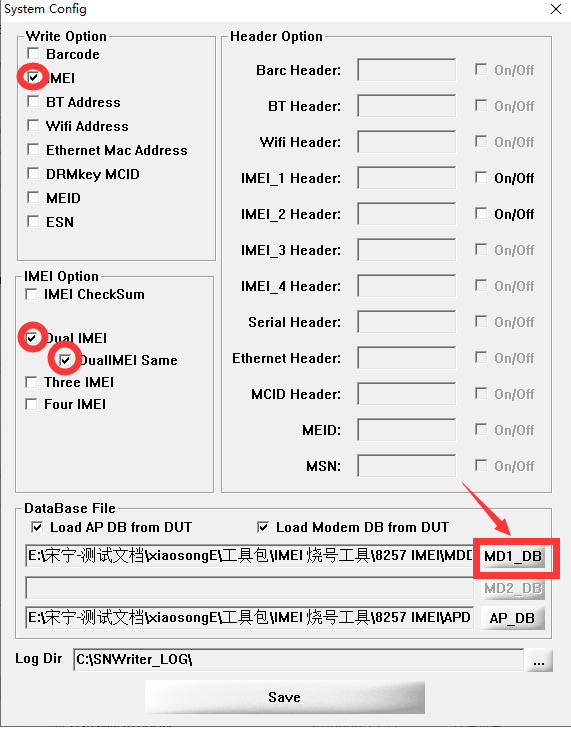 System Config
Write Option
Barcode
IMEI
BT Address
Wifi Address
Ethernet Mac Address
DRMkey MCID
MEID
ESN
IMEI Option
IMEI CheckSum
Dual IMEI
DualIMEI Same
Three IMEI
Four IMEI
Header Option
Barc Header: On/Off
BT Header: On/Off
Wifi Header: On/Off
IMEI_1 Header: On/Off
IMEI_2 Header: On/Off
IMEI_3 Header: On/Off
IMEI_4 Header: On/Off
Serial Header: On/Off
Ethernet Header: On/Off
MCID Header: On/Off
MEID: On/Off
MSN: On/Off
DataBase File
Load AP DB from DUT Load Modem DB from DUT
E:\宋宁-测试文档\xiaosongE\工具包\IMEI 烧号工具\8257 IMEI\MDD MD1_DB
MD2_DB
E:\宋宁-测试文档\xiaosongE\工具包\IMEI 烧号工具\8257 IMEI\APD AP_DB
Log Dir C:\SNWriter_LOG\ ...
Save